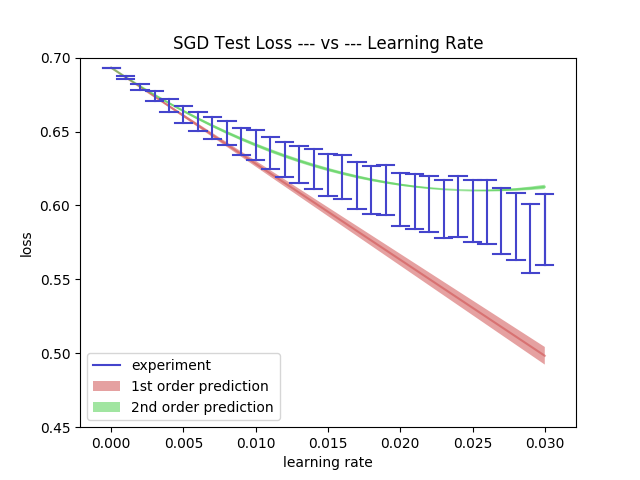 SGD Test Loss --- vs --- Learning Rate
0.70
0.65
0.60
0.55
0.50
0.45
loss
experiment
1st order prediction
2nd order prediction
0.000 0.005 0.010 0.015 0.020 0.025 0.030
learning rate